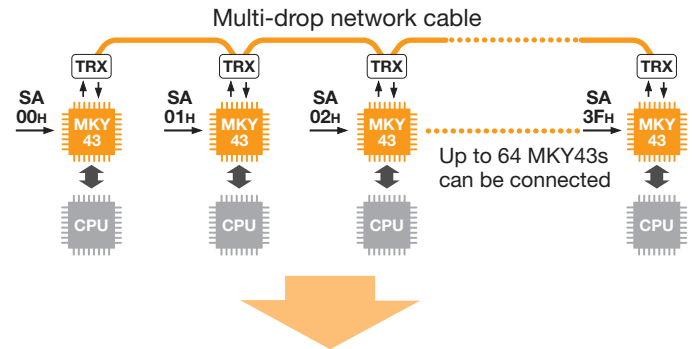 Multi-drop network cable
TRX TRX TRX TRX
SA SA SA SA
00H 01H 02H 3FH
MKY MKY MKY MKY
43 43 43 43
Up to 64 MKY43s
can be connected
CPU CPU CPU CPU